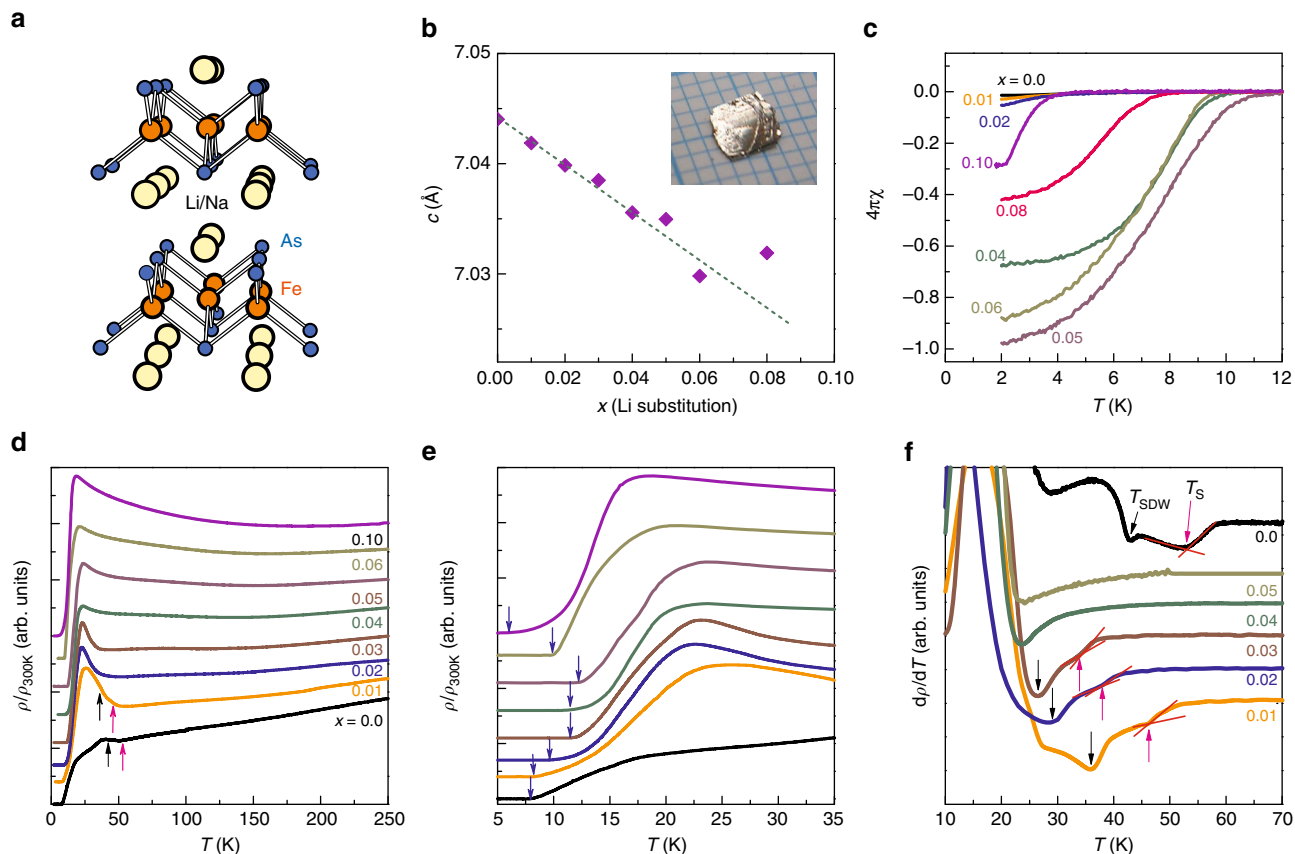 a
Li/Na
As
Fe
b
7.05
7.04
7.03
c (Å)
0.00 0.02 0.04 0.06 0.08 0.10
x (Li substitution)
c
0.0
−0.2
−0.4
−0.6
−0.8
−1.0
4πχ
x = 0.0
0.01
0.02
0.10
0.08
0.04
0.06
0.05
2 4 6 8 10 12
T (K)
d
ρ/ρ300K (arb. units)
0.10
0.06
0.05
0.04
0.03
0.02
0.01
x = 0.0
0 50 100 150 200 250
T (K)
e
ρ/ρ300K (arb. units)
5 10 15 20 25 30 35
T (K)
f
dρ/dT (arb. units)
TSDW
TS
0.0
0.05
0.04
0.03
0.02
0.01
10 20 30 40 50 60 70
T (K)